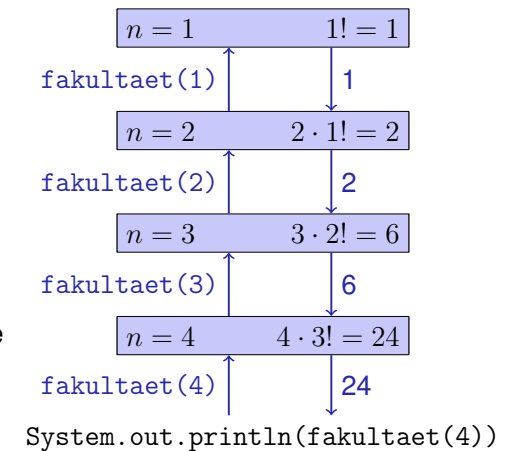 n = 1 1! = 1
fakultaet(1) 1
n = 2 2 · 1! = 2
fakultaet(2) 2
n = 3 3 · 2! = 6
fakultaet(3) 6
e
n = 4 4 · 3! = 24
fakultaet(4) 24
System.out.println(fakultaet(4))